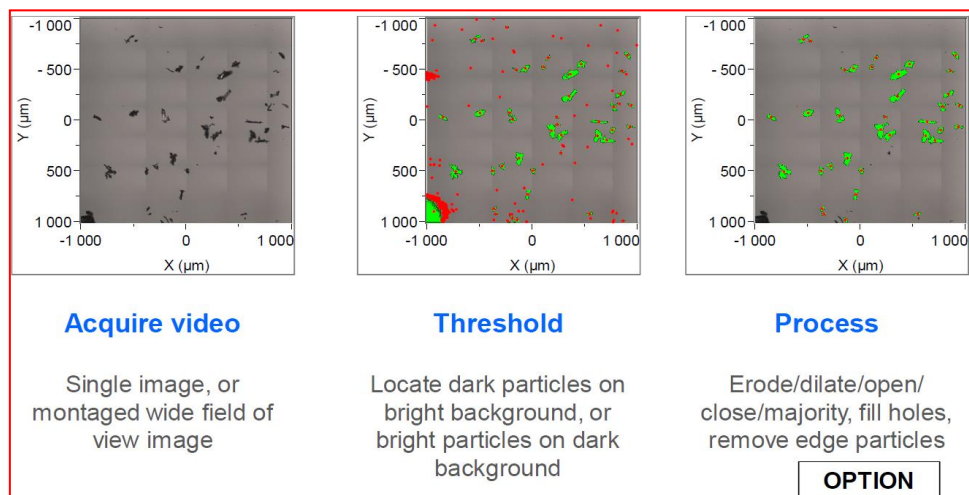 -1 000
- 500
0
500
1 000
Y (µm)
-1 000
0
1 000
X (µm)
-1 000
-500
0
500
1 000
Y (µm)
-1 000
0
1 000
X (µm)
-1 000
-500
0
500
1 000
Y (µm)
-1 000
0
1 000
X (µm)
Acquire video
Single image, or
montaged wide field of
view image
Threshold
Locate dark particles on
bright background, or
bright particles on dark
background
Process
Erode/dilate/open/
close/majority, fill holes,
remove edge particles
OPTION